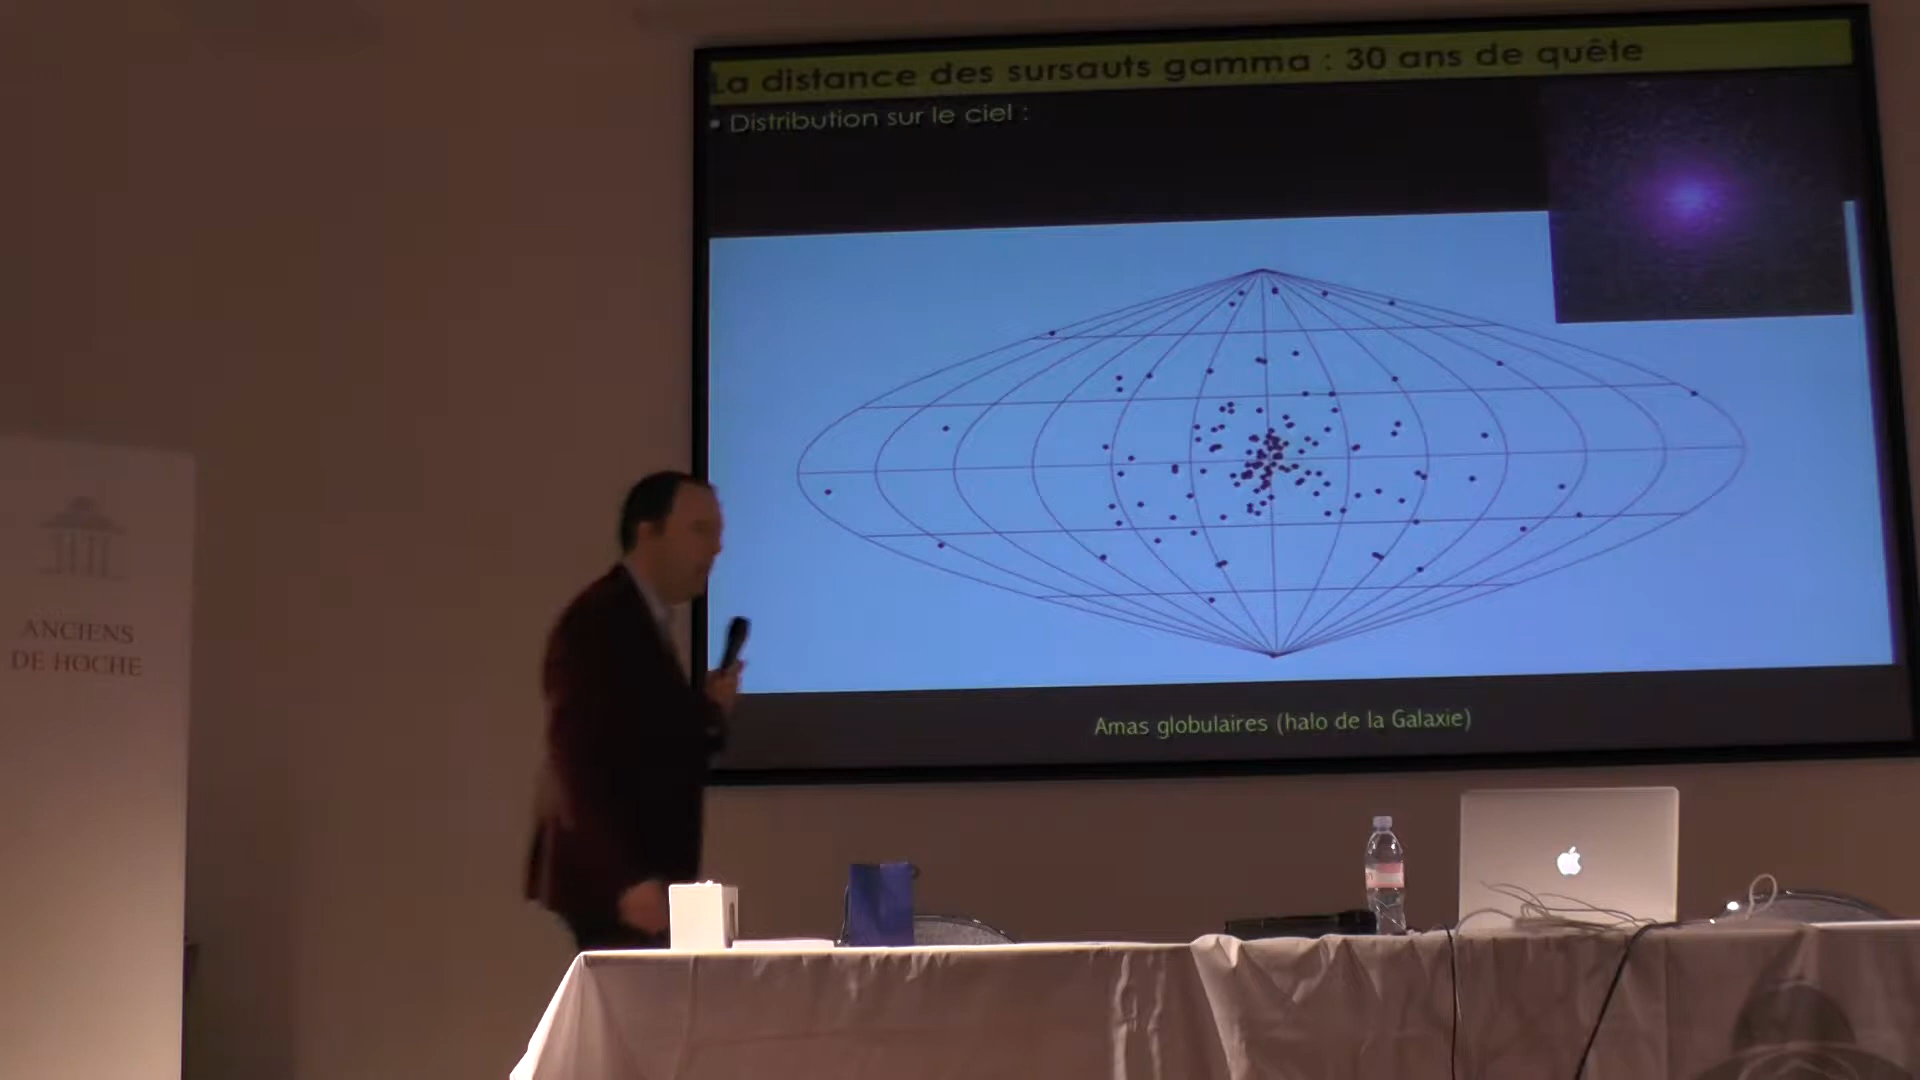 La distance des sursauts gamma : 30 ans de quête
• Distribution sur le ciel :
Amas globulaires (halo de la Galaxie)
ANCIENS
DE HOCHE